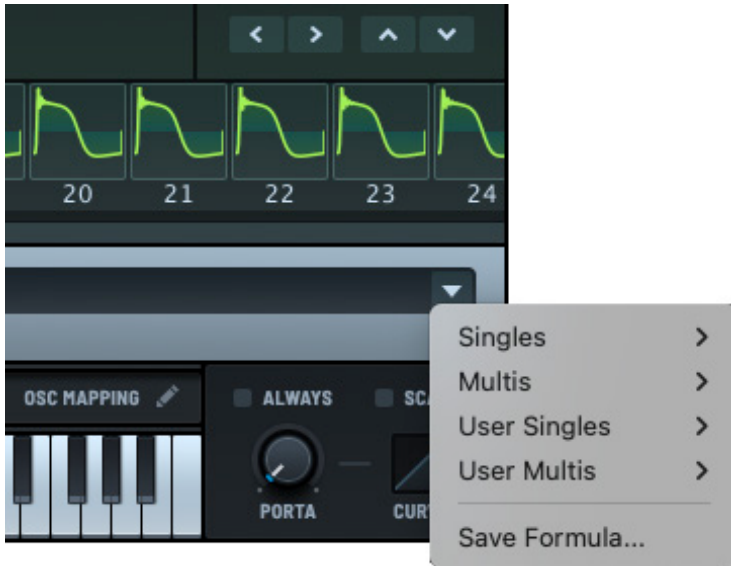 20 21 22 23 24
Singles
Multis
User Singles
User Multis
Save Formula...
OSC MAPPING
ALWAYS
PORTA